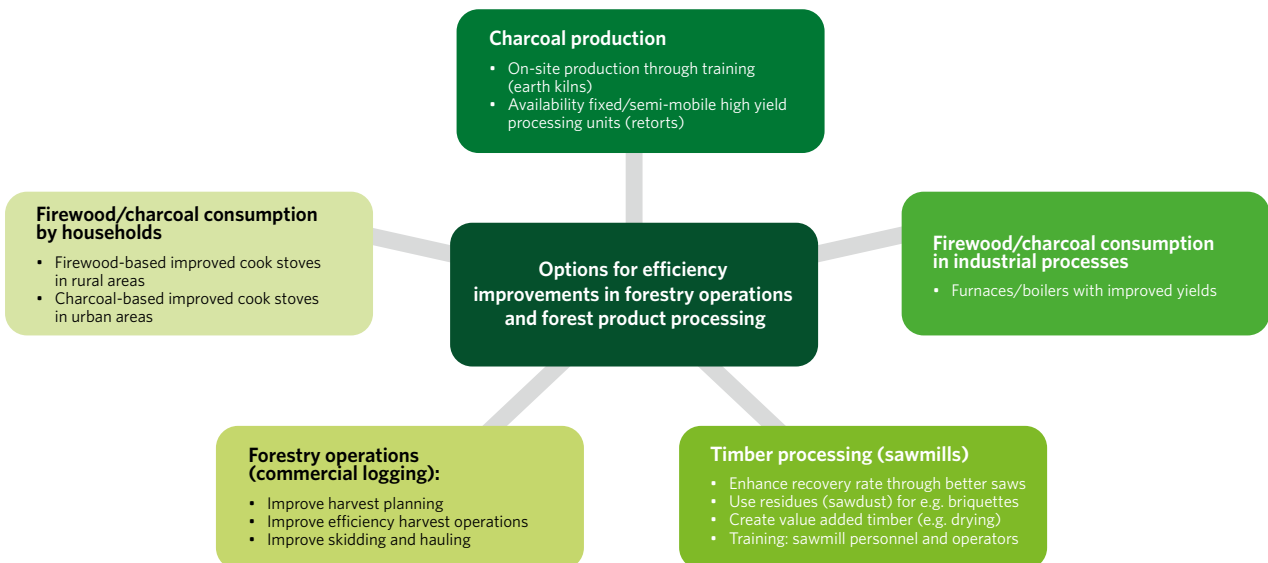 Charcoal production
• On-site production through training
(earth kilns)
• Availability fixed/semi-mobile high yield
processing units (retorts)
Firewood/charcoal consumption
by households
• Firewood-based improved cook stoves
in rural areas
• Charcoal-based improved cook stoves
in urban areas
Options for efficiency
improvements in forestry operations
and forest product processing
Firewood/charcoal consumption
in industrial processes
• Furnaces/boilers with improved yields
Forestry operations
(commercial logging):
• Improve harvest planning
• Improve efficiency harvest operations
• Improve skidding and hauling
Timber processing (sawmills)
• Enhance recovery rate through better saws
• Use residues (sawdust) for e.g. briquettes
• Create value added timber (e.g. drying)
• Training: sawmill personnel and operators